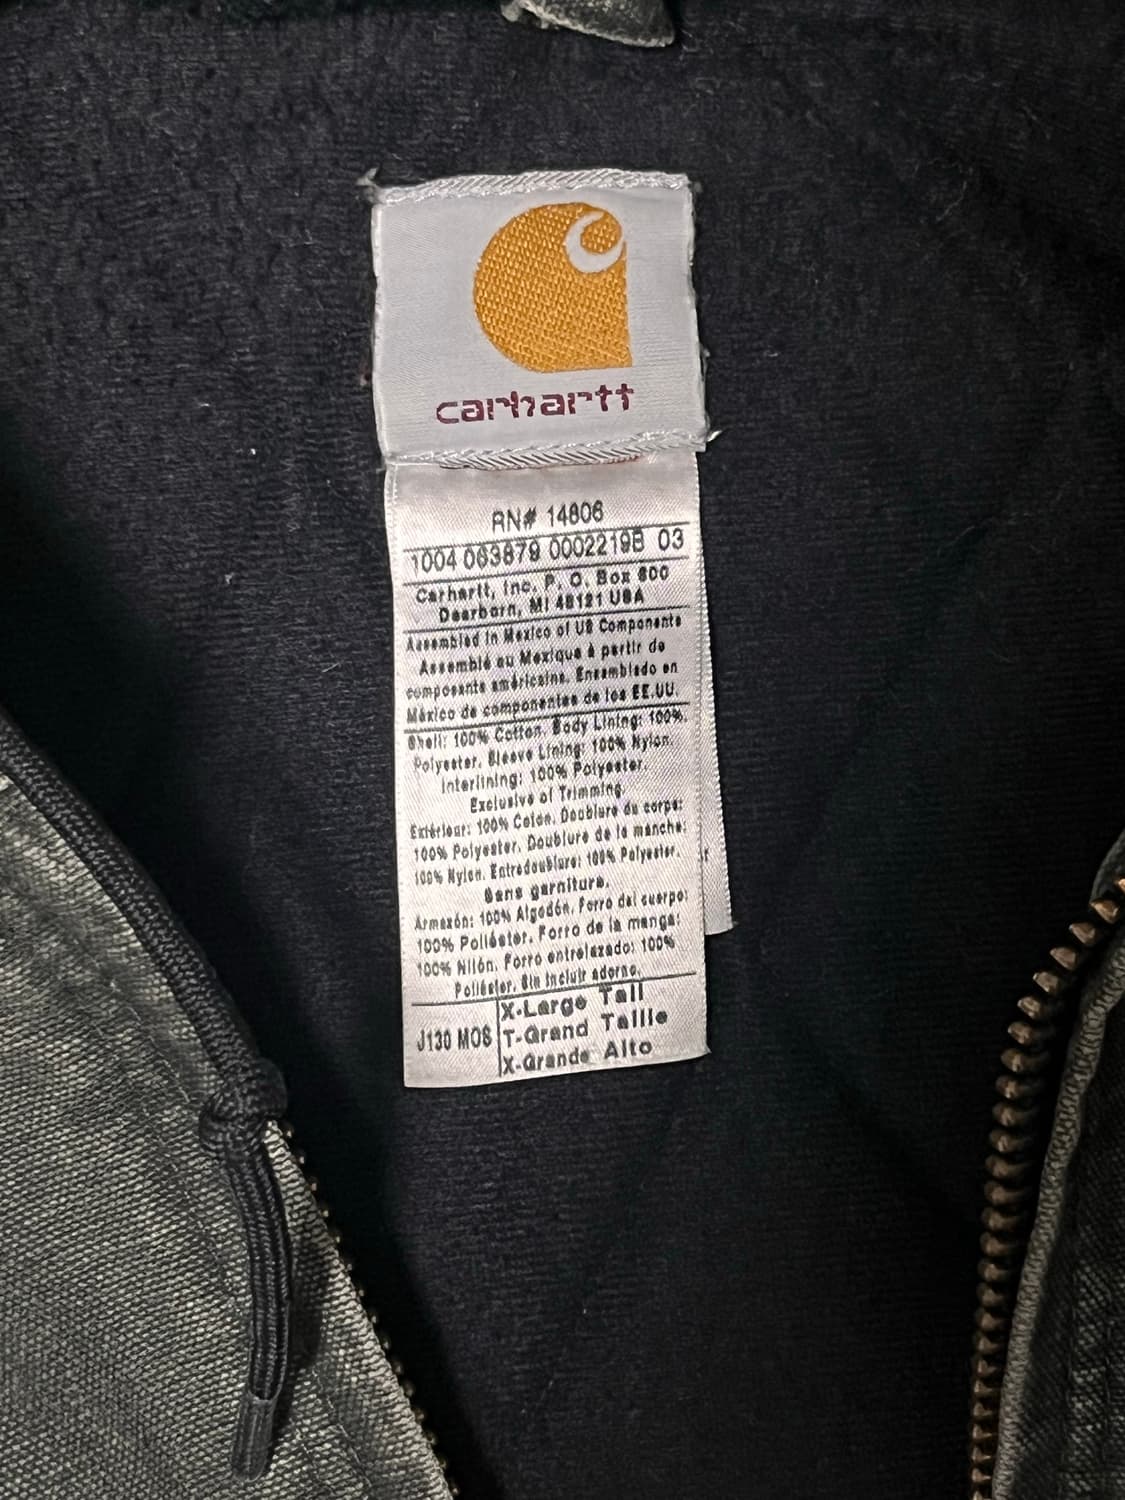 carhartt
RN# 14806
1004 063879 0002219B 03
Carhartt, Inc. P. O. Box 600
Dearborn, MI 48121 USA
Assembled in Mexico of US Components
Assemblé au Mexique à partir de
composants américains. Ensamblado en
México de componentes de los EE.UU.
Shell: 100% Cotton. Body Lining: 100%.
Polyester. Sleeve Lining: 100% Nylon.
Interlining: 100% Polyester.
Exclusive of Trimming.
Extérieur: 100% Coton. Doublure du corps:
100% Polyester. Doublure de la manche:
100% Nylon. Entredoublure: 100% Polyester.
Sans garniture.
Armazón: 100% Algodón. Forro del cuerpo:
100% Poliéster. Forro de la manga:
100% Nilón. Forro entrelazado: 100%
Poliéster. Sin incluir adorno.
J130 MOS
X-Large Tall
T-Grand Taille
X-Grande Alto